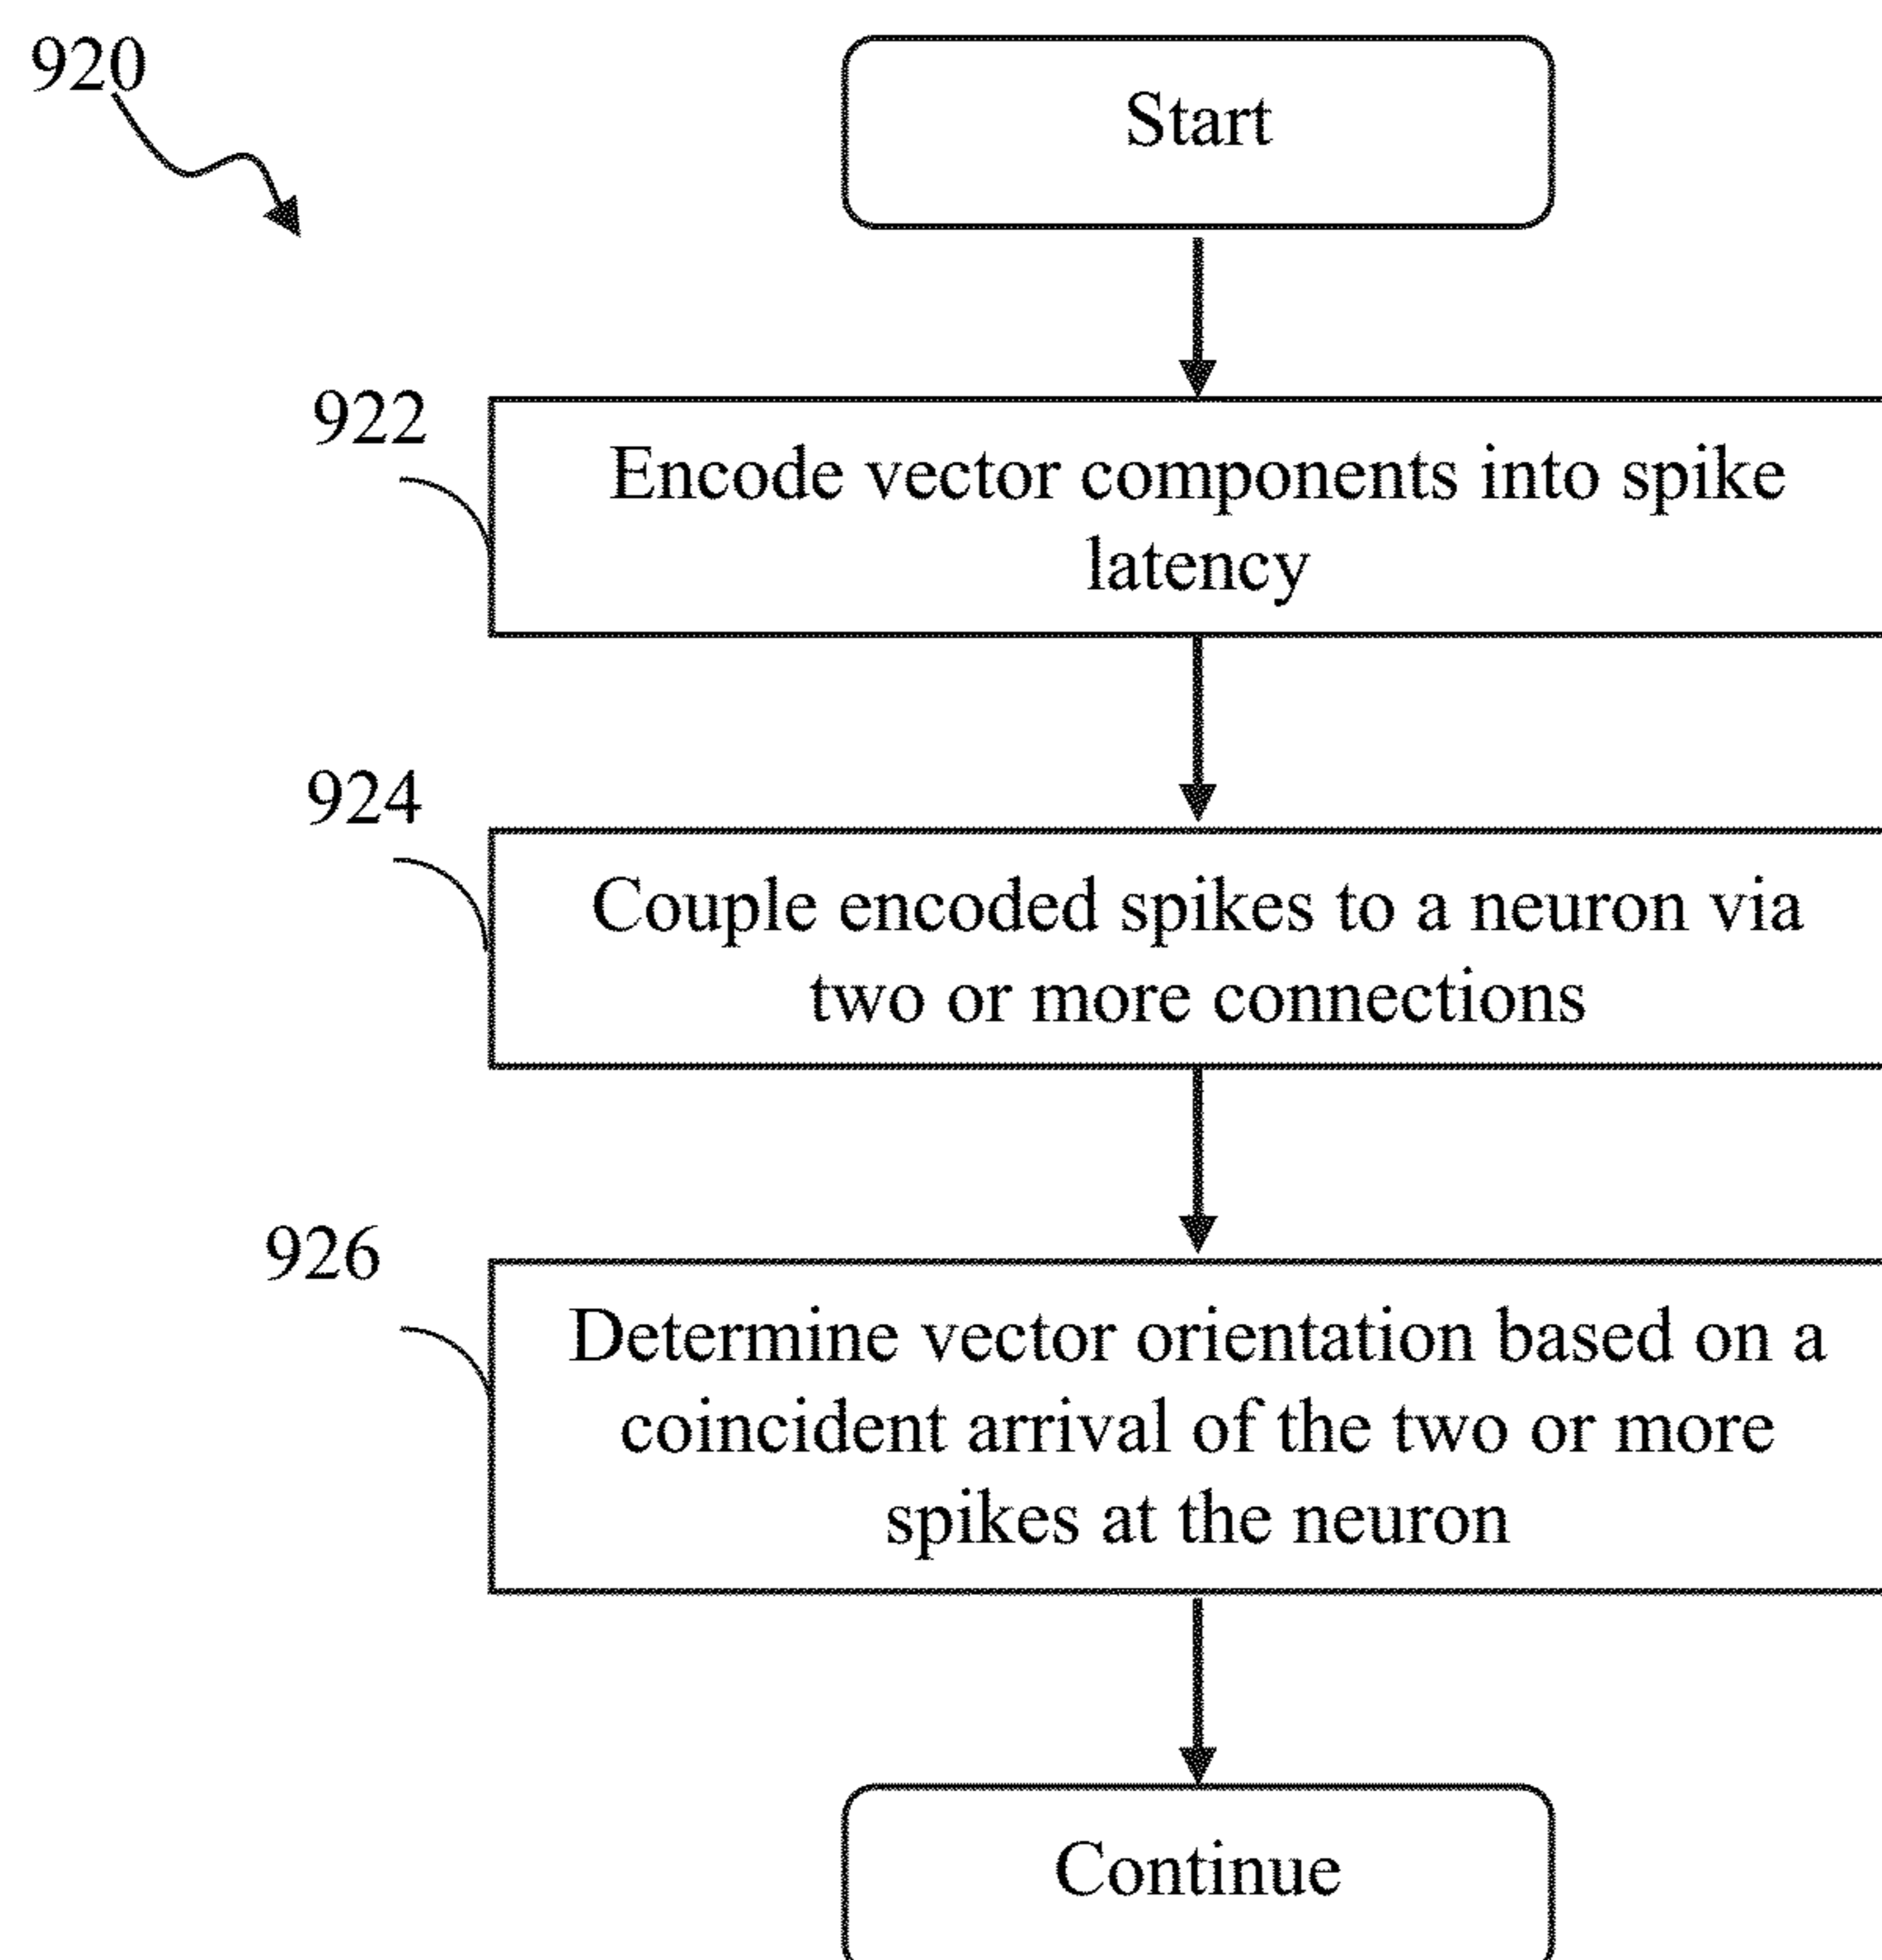 920
Start
922
Encode vector components into spike
latency
924
Couple encoded spikes to a neuron via
two or more connections
926
Determine vector orientation based on a
coincident arrival of the two or more
spikes at the neuron
Continue